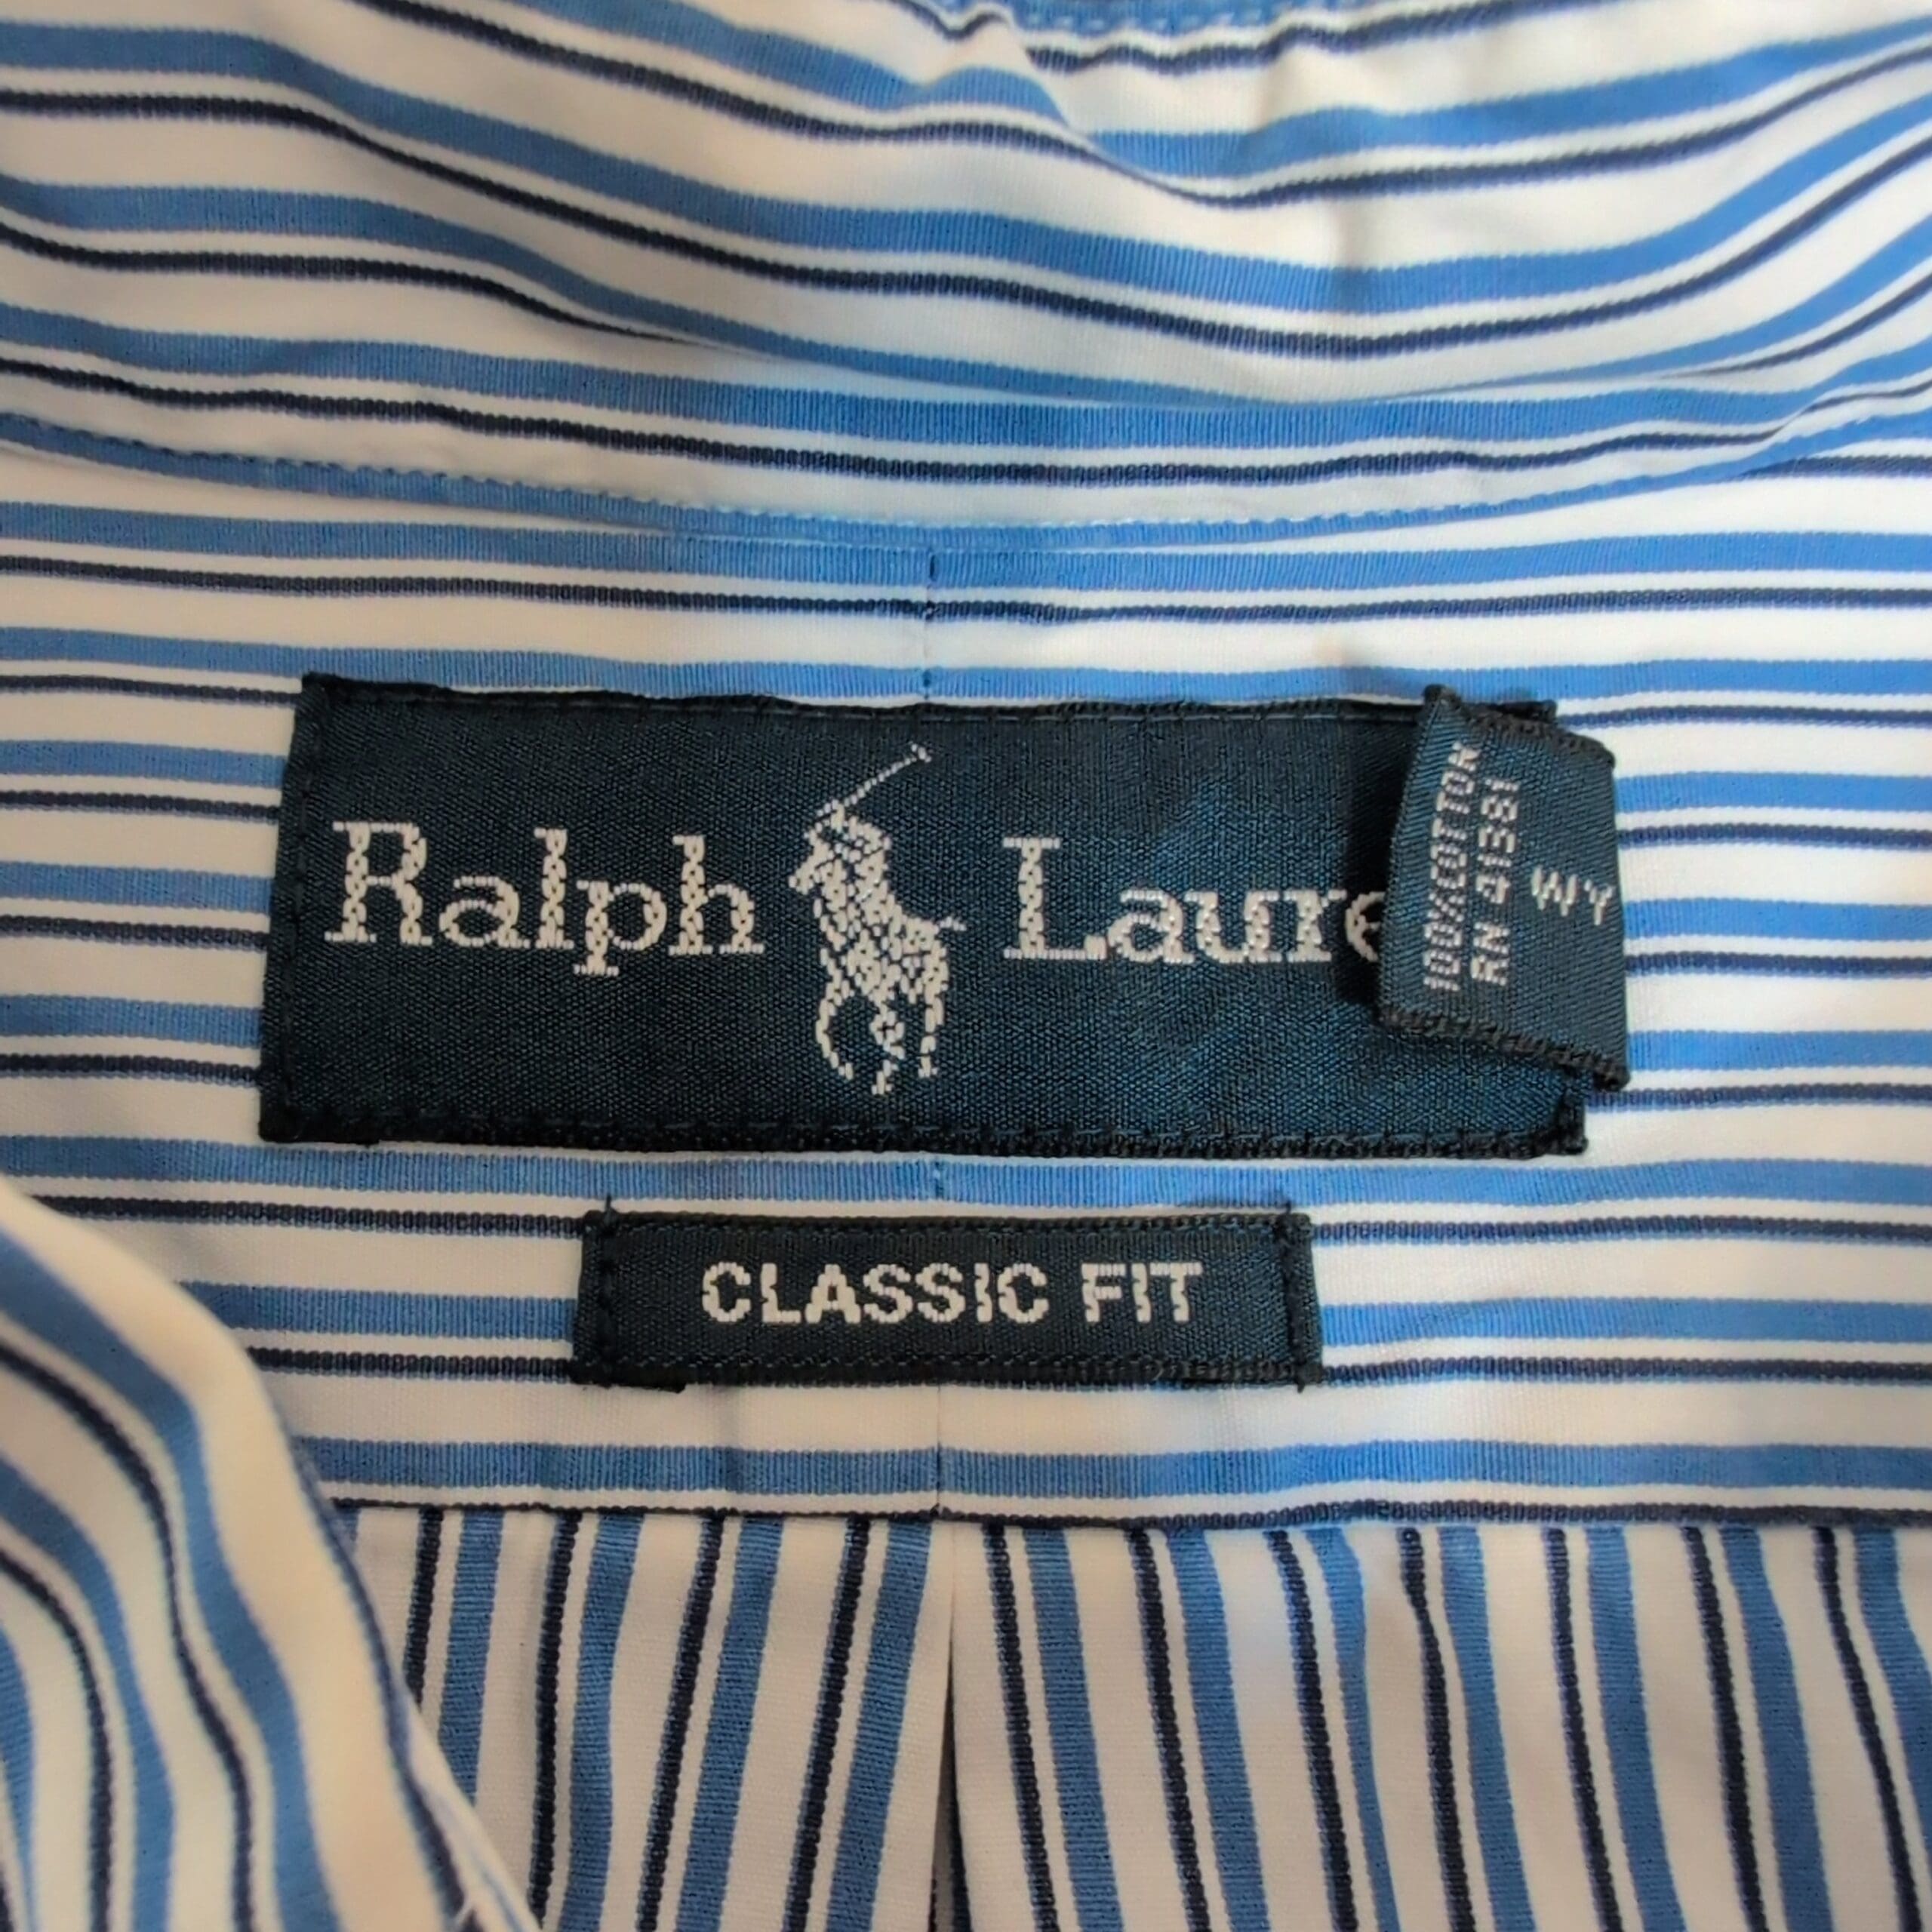 Ralph Laure
100%COTTON
RN 41381
WY
CLASSIC FIT